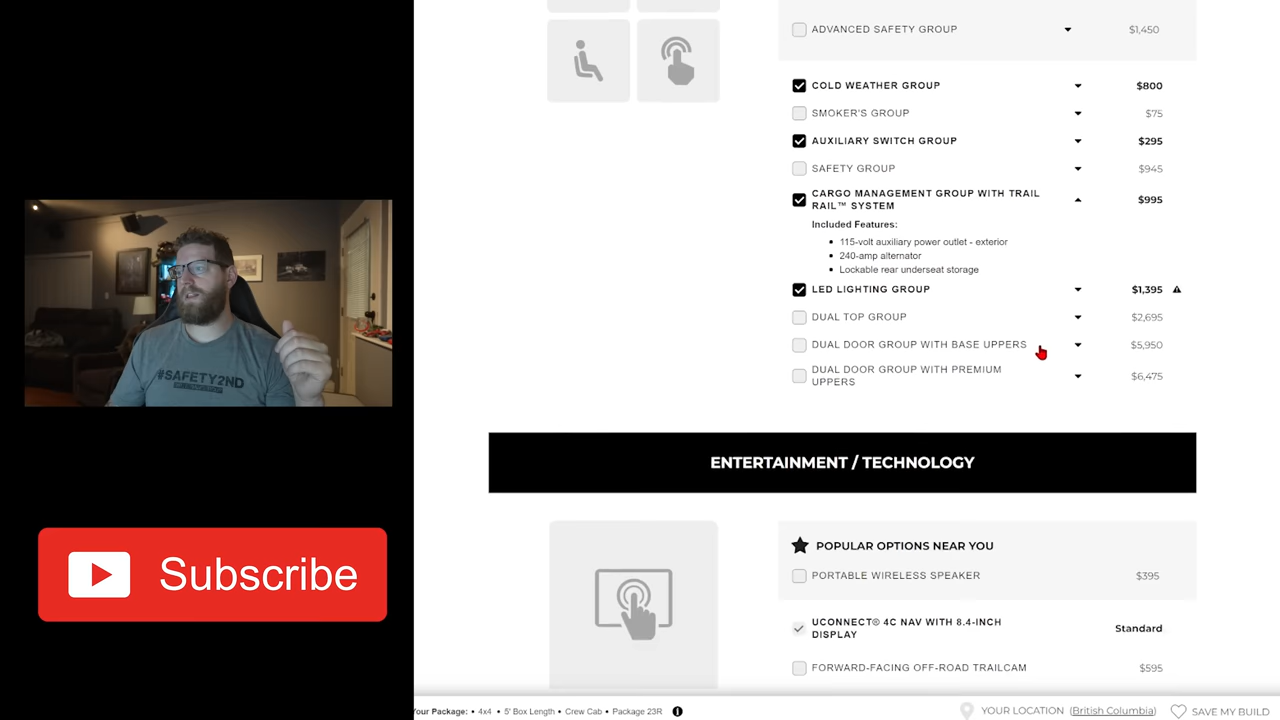 ADVANCED SAFETY GROUP $1,450
COLD WEATHER GROUP $800
SMOKER'S GROUP $75
AUXILIARY SWITCH GROUP $295
SAFETY GROUP $945
CARGO MANAGEMENT GROUP WITH TRAIL
RAIL™ SYSTEM $995
Included Features:
• 115-volt auxiliary power outlet - exterior
• 240-amp alternator
• Lockable rear underseat storage
LED LIGHTING GROUP $1,395
DUAL TOP GROUP $2,695
DUAL DOOR GROUP WITH BASE UPPERS $5,950
DUAL DOOR GROUP WITH PREMIUM
UPPERS $6,475
ENTERTAINMENT / TECHNOLOGY
POPULAR OPTIONS NEAR YOU
PORTABLE WIRELESS SPEAKER $395
UCONNECT® 4C NAV WITH 8.4-INCH
DISPLAY Standard
FORWARD-FACING OFF-ROAD TRAILCAM $595
Your Package: • 4x4 • 5' Box Length • Crew Cab • Package 23R
YOUR LOCATION (British Columbia) SAVE MY BUILD
#SAFETY2ND
Subscribe